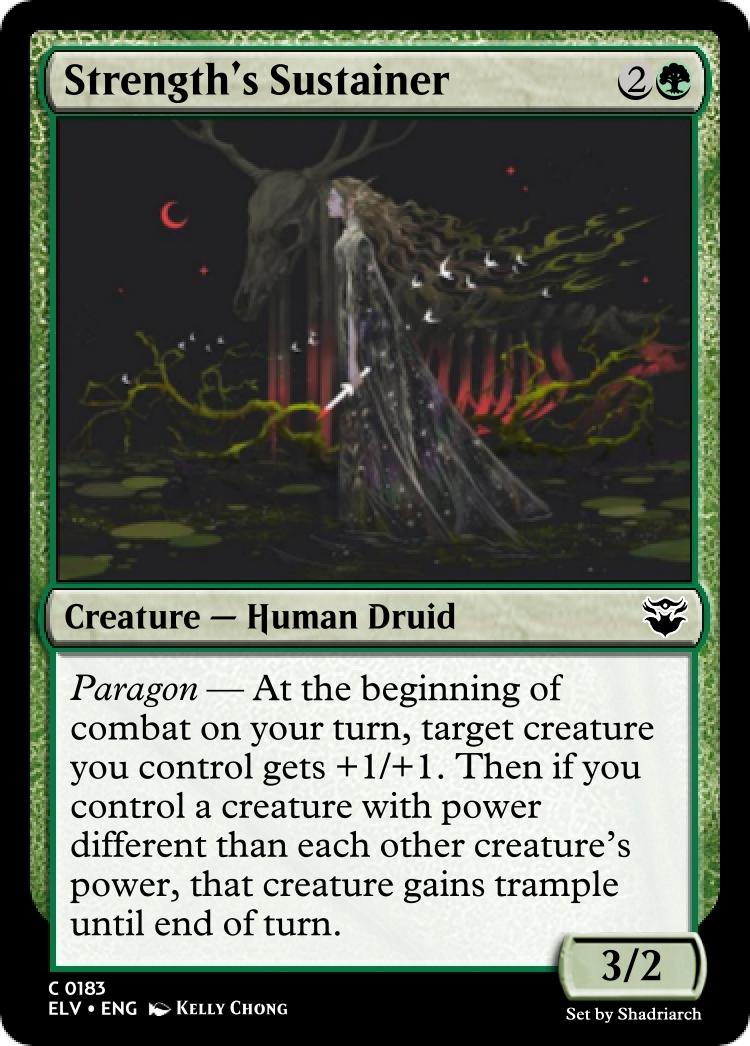 Strength's Sustainer 2
Creature — Human Druid
Paragon — At the beginning of
combat on your turn, target creature
you control gets +1/+1. Then if you
control a creature with power
different than each other creature's
power, that creature gains trample
until end of turn.
3/2
C 0183
ELV • ENG Kelly Chong
Set by Shadriarch